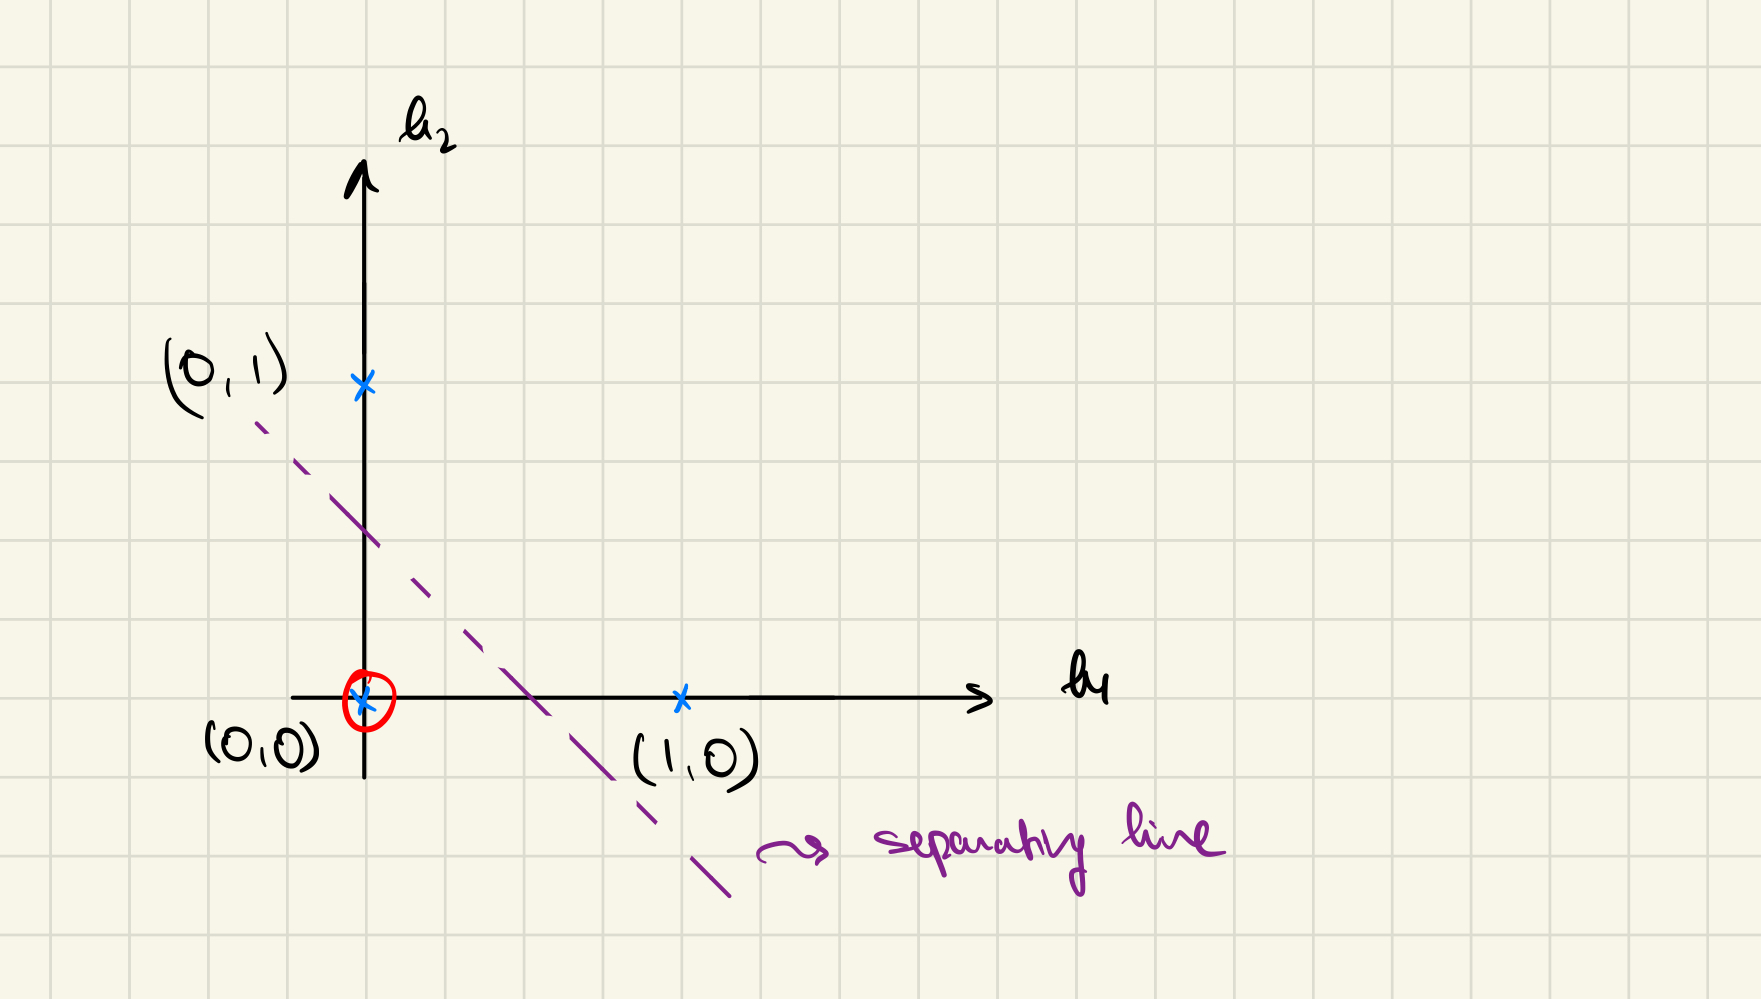 h₂
(0,1)
h₁
(0,0)
(1,0)
separating line